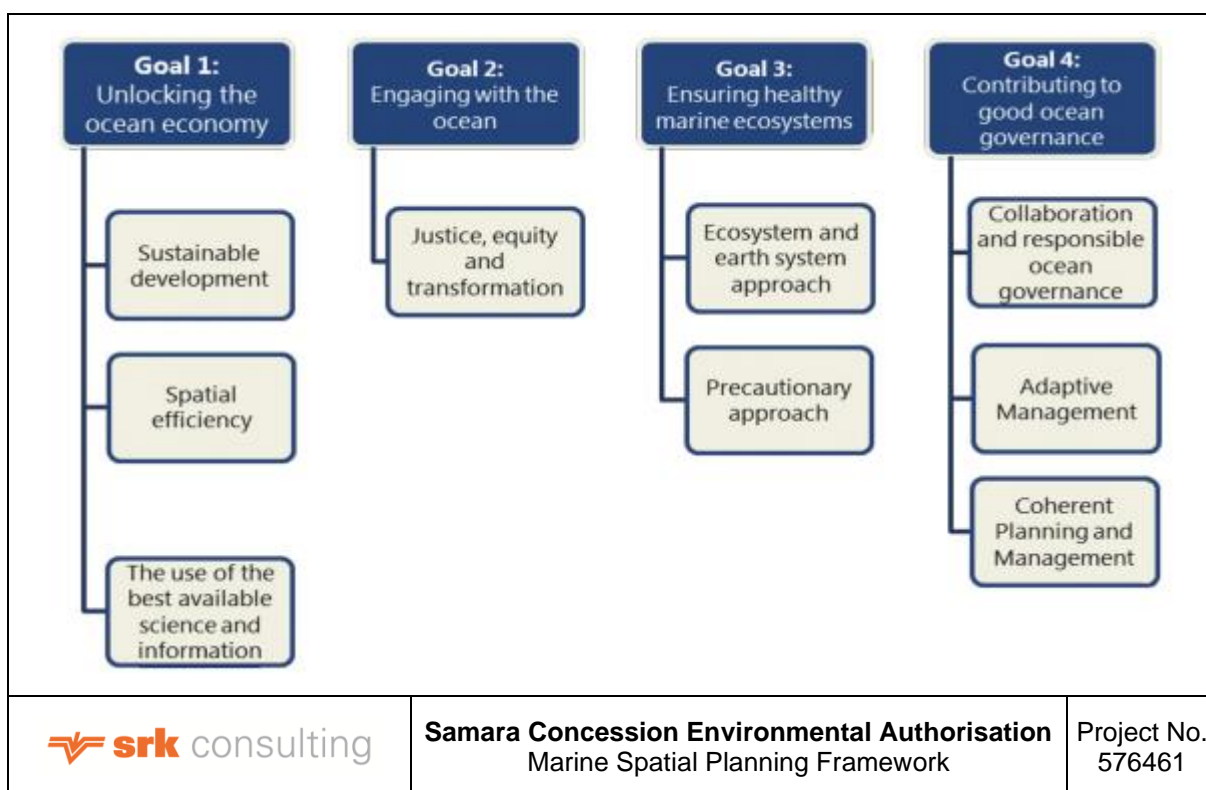 Goal 1:
Unlocking the
ocean economy
Sustainable
development
Spatial
efficiency
The use of the
best available
science and
information
Goal 2:
Engaging with the
ocean
Justice, equity
and
transformation
Goal 3:
Ensuring healthy
marine ecosystems
Ecosystem and
earth system
approach
Precautionary
approach
Goal 4:
Contributing to
good ocean
governance
Collaboration
and responsible
ocean
governance
Adaptive
Management
Coherent
Planning and
Management
srk consulting
Samara Concession Environmental Authorisation
Marine Spatial Planning Framework
Project No.
576461